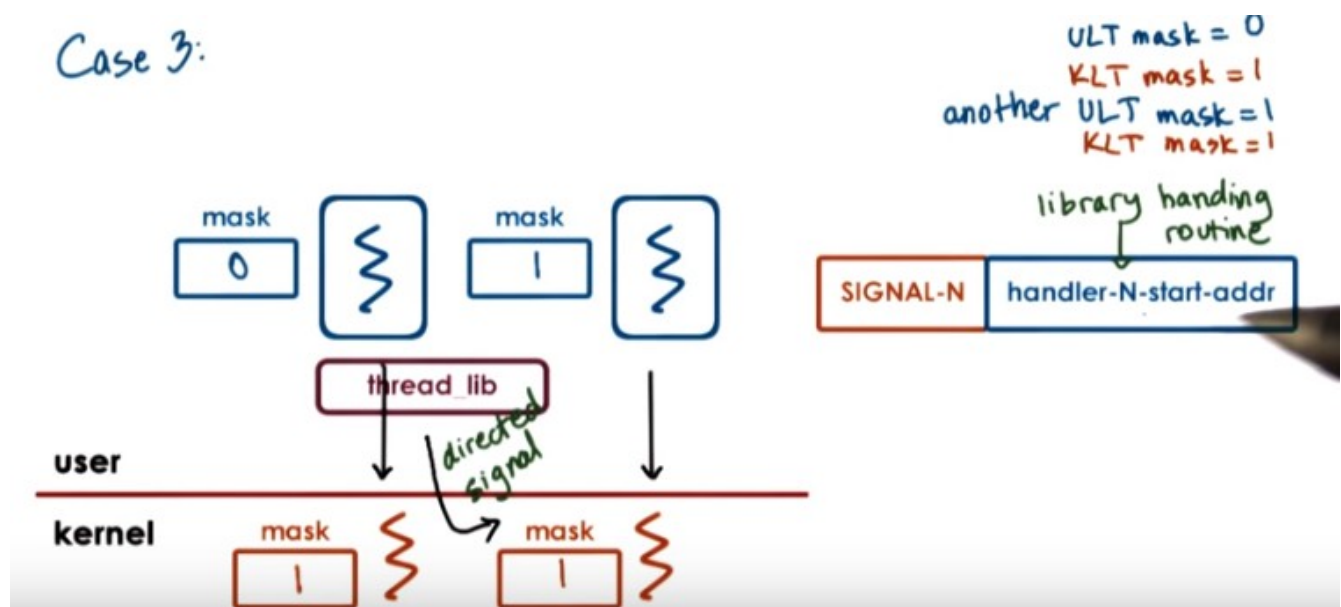 Case 3:
ULT mask = 0
KLT mask = 1
another ULT mask = 1
KLT mask = 1
library handing
routine
mask
0
mask
1
SIGNAL-N
handler-N-start-addr
thread_lib
directed
signal
user
kernel
mask
1
mask
1